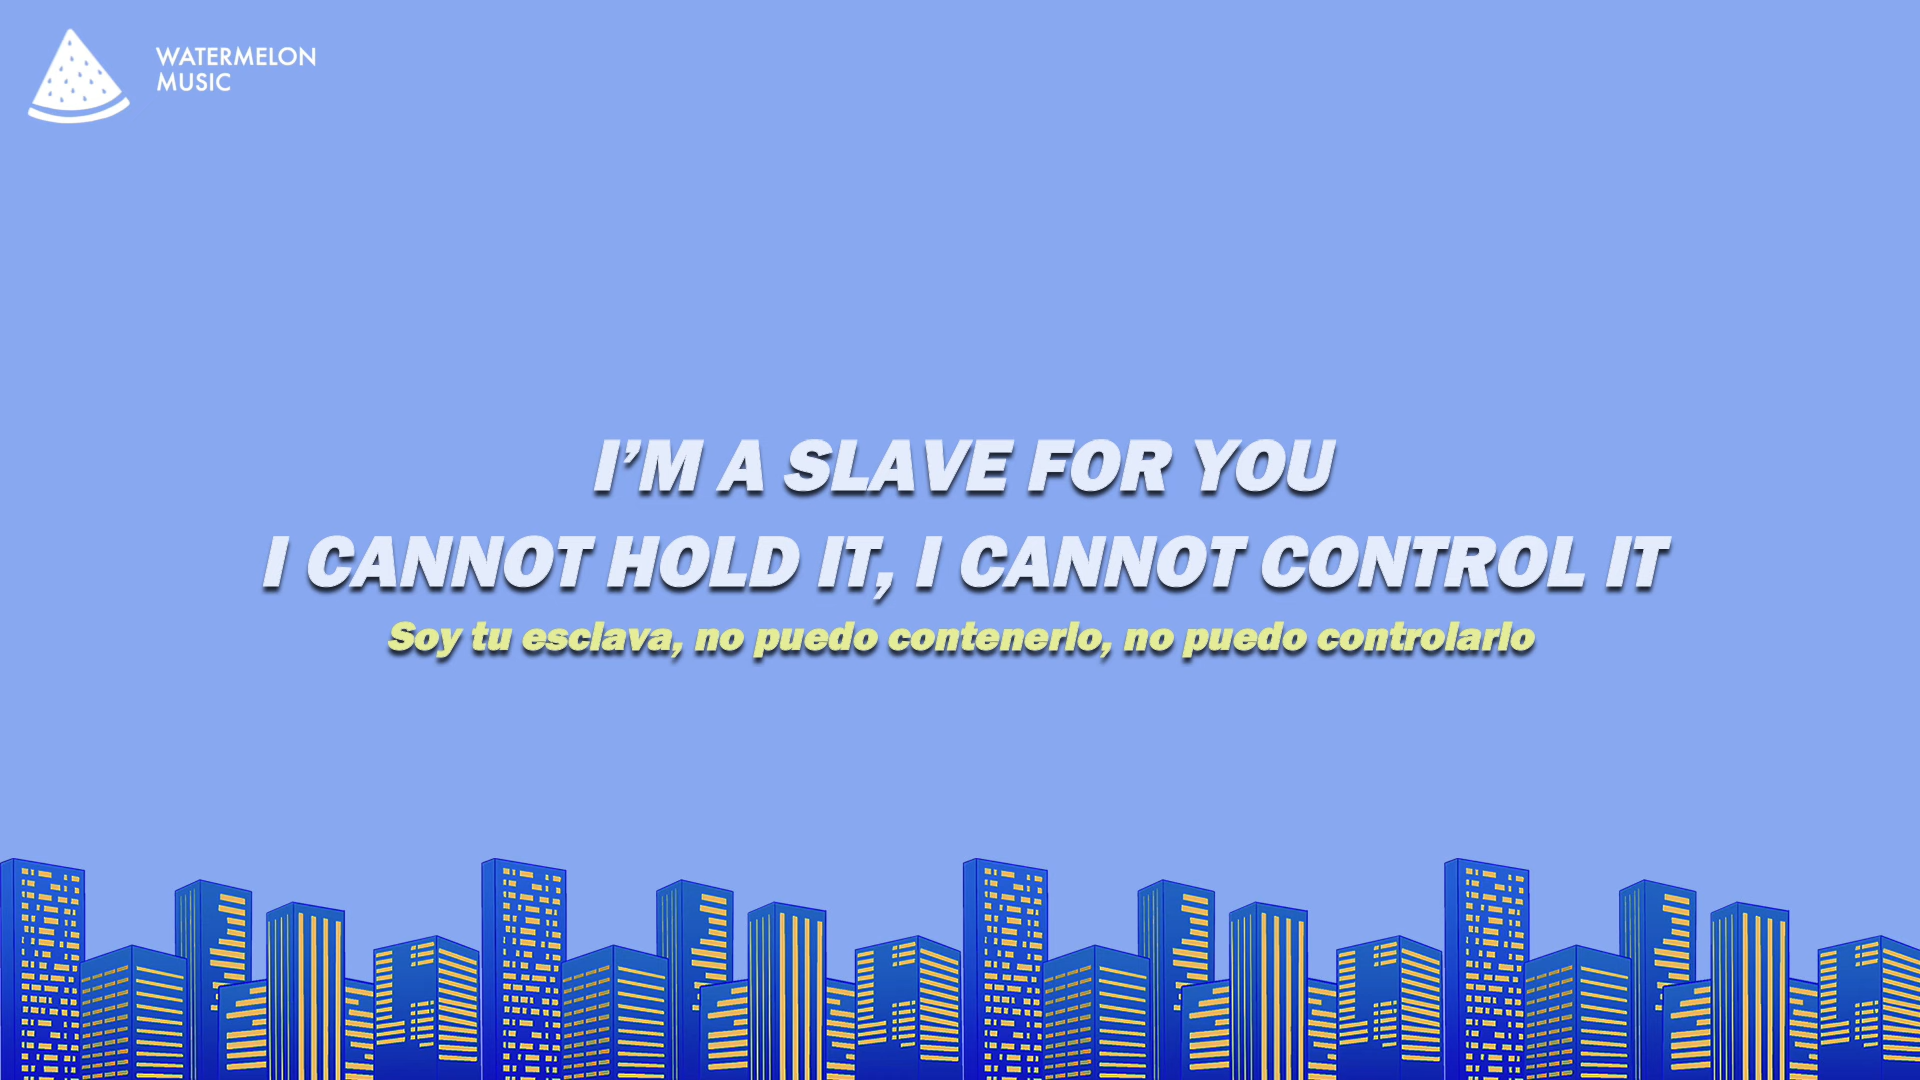 WATERMELON
MUSIC
I’M A SLAVE FOR YOU
I CANNOT HOLD IT, I CANNOT CONTROL IT
Soy tu esclava, no puedo contenerlo, no puedo controlarlo